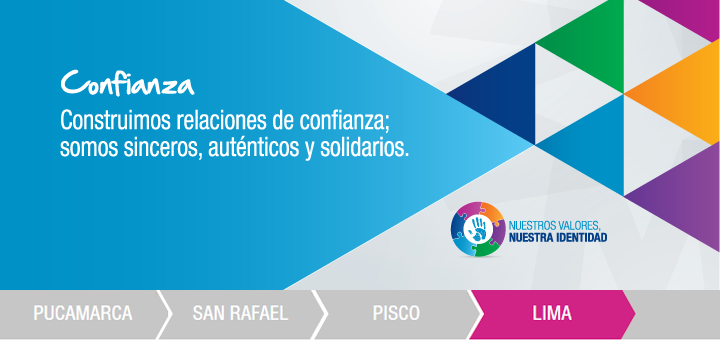 Confianza
Construimos relaciones de confianza;
somos sinceros, auténticos y solidarios.
NUESTROS VALORES,
NUESTRA IDENTIDAD
PUCAMARCA
SAN RAFAEL
PISCO
LIMA